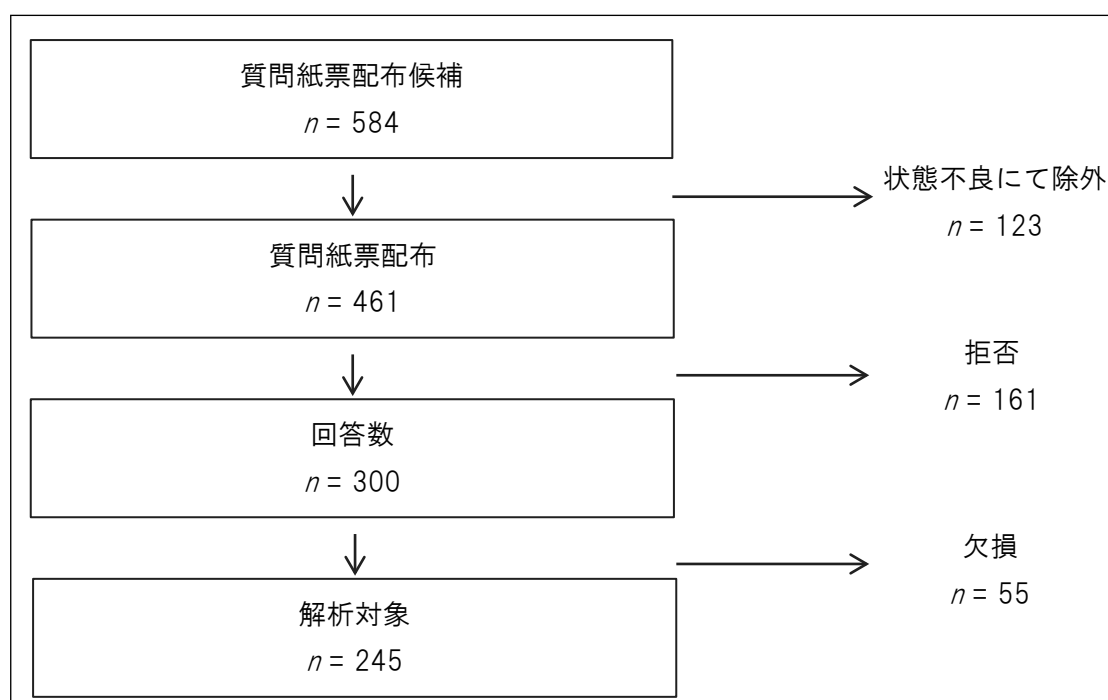 質問紙票配布候補
n = 584
状態不良にて除外
n = 123
質問紙票配布
n = 461
拒否
n = 161
回答数
n = 300
欠損
n = 55
解析対象
n = 245